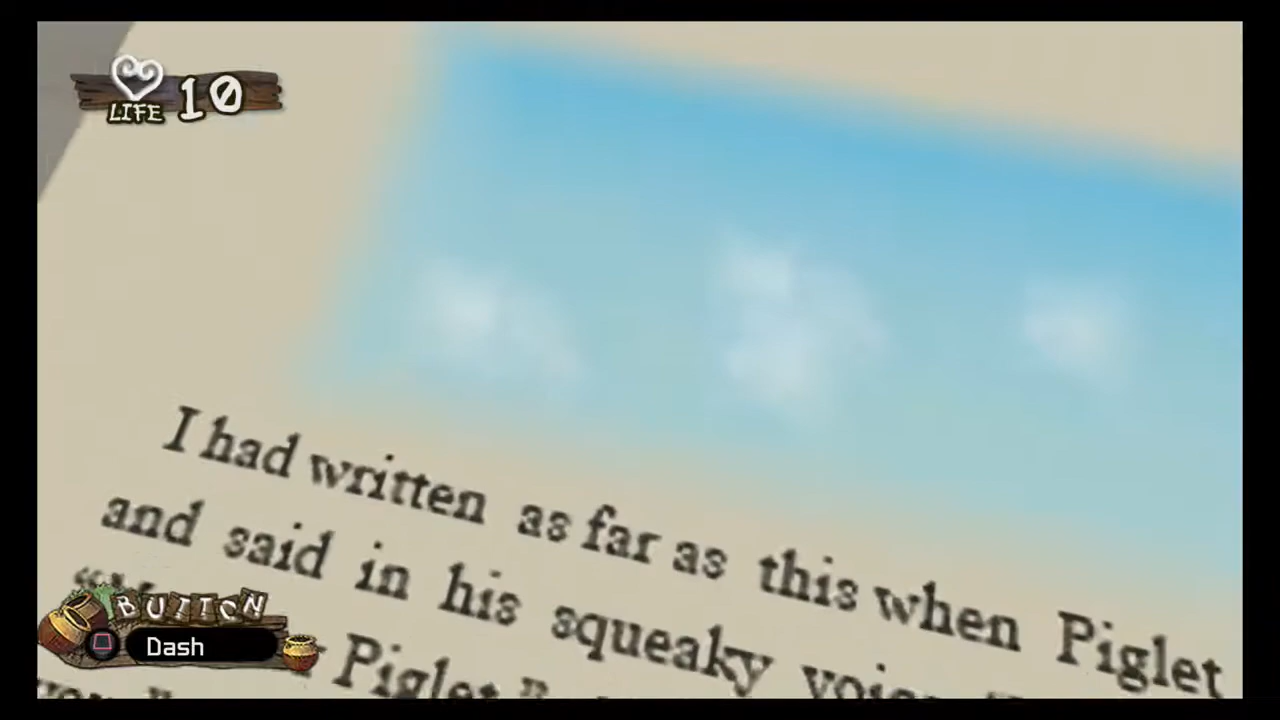 LIFE 10
I had written as far as this when Piglet
and said in his squeaky
Piglet,"
BUTTON
Dash